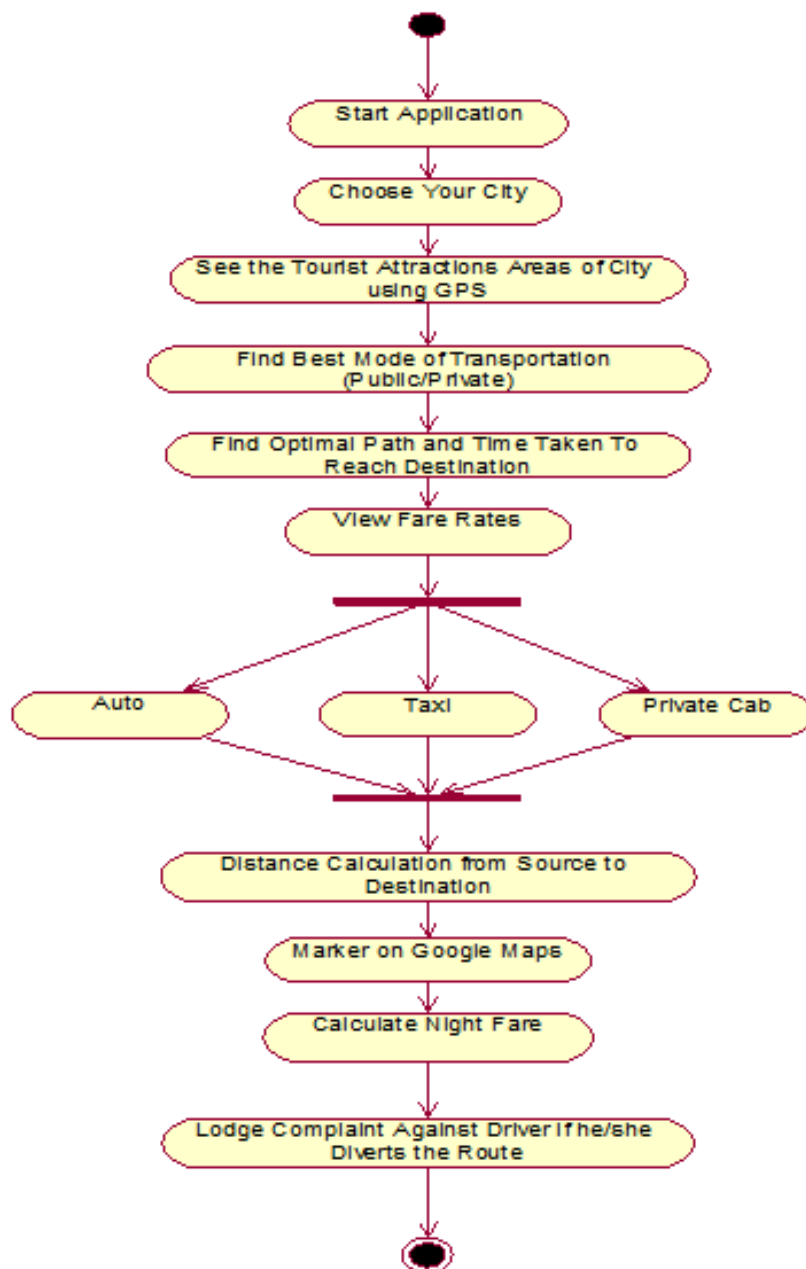 Start Application
Choose Your City
See the Tourist Attractions Areas of City
using GPS
Find Best Mode of Transportation
(Public/Private)
Find Optimal Path and Time Taken To
Reach Destination
View Fare Rates
Auto
Taxi
Private Cab
Distance Calculation from Source to
Destination
Marker on Google Maps
Calculate Night Fare
Lodge Complaint Against Driver if he/she
Diverts the Route